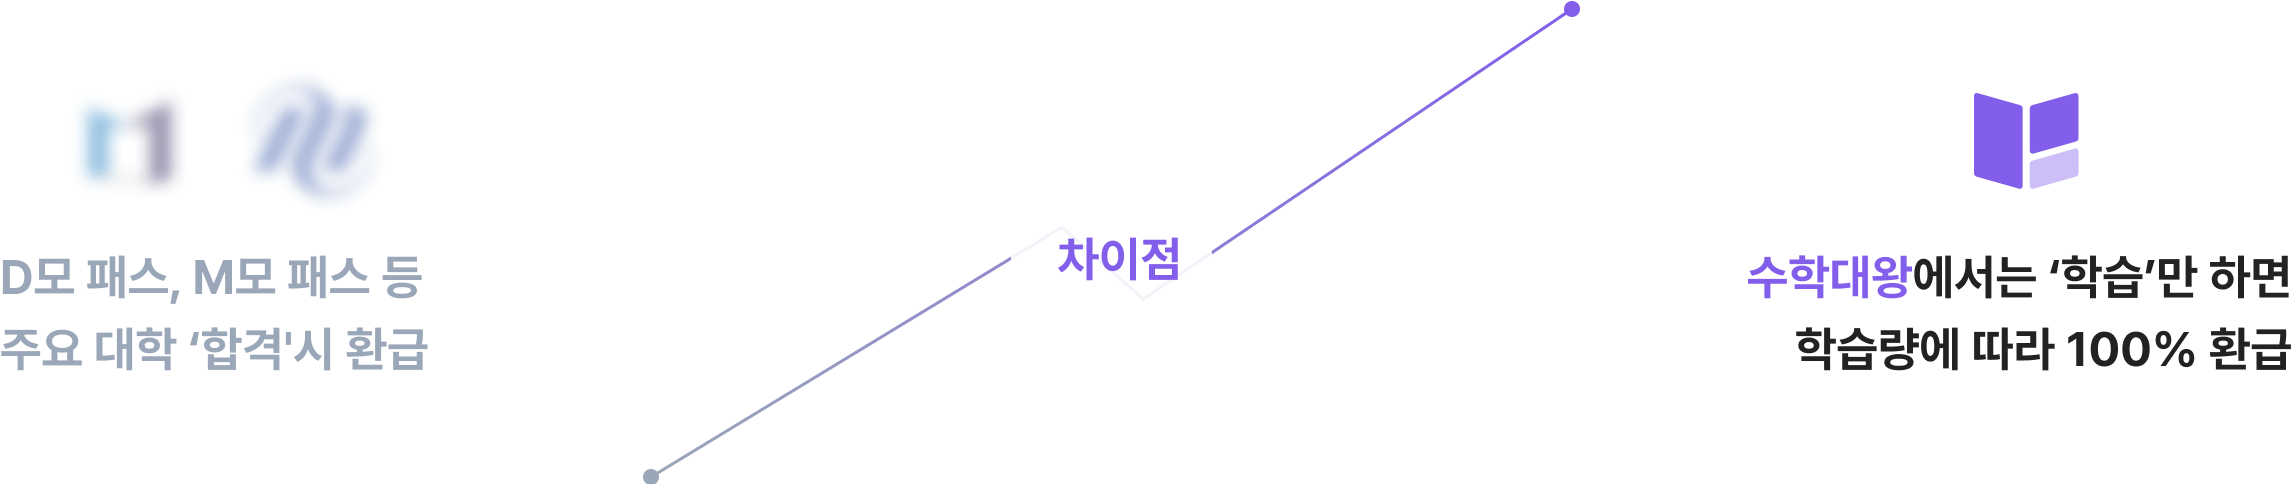 D모 패스, M모 패스 등
주요 대학 ‘합격'시 환급
차이점
수학대왕에서는 ‘학습’만 하면
학습량에 따라 100% 환급